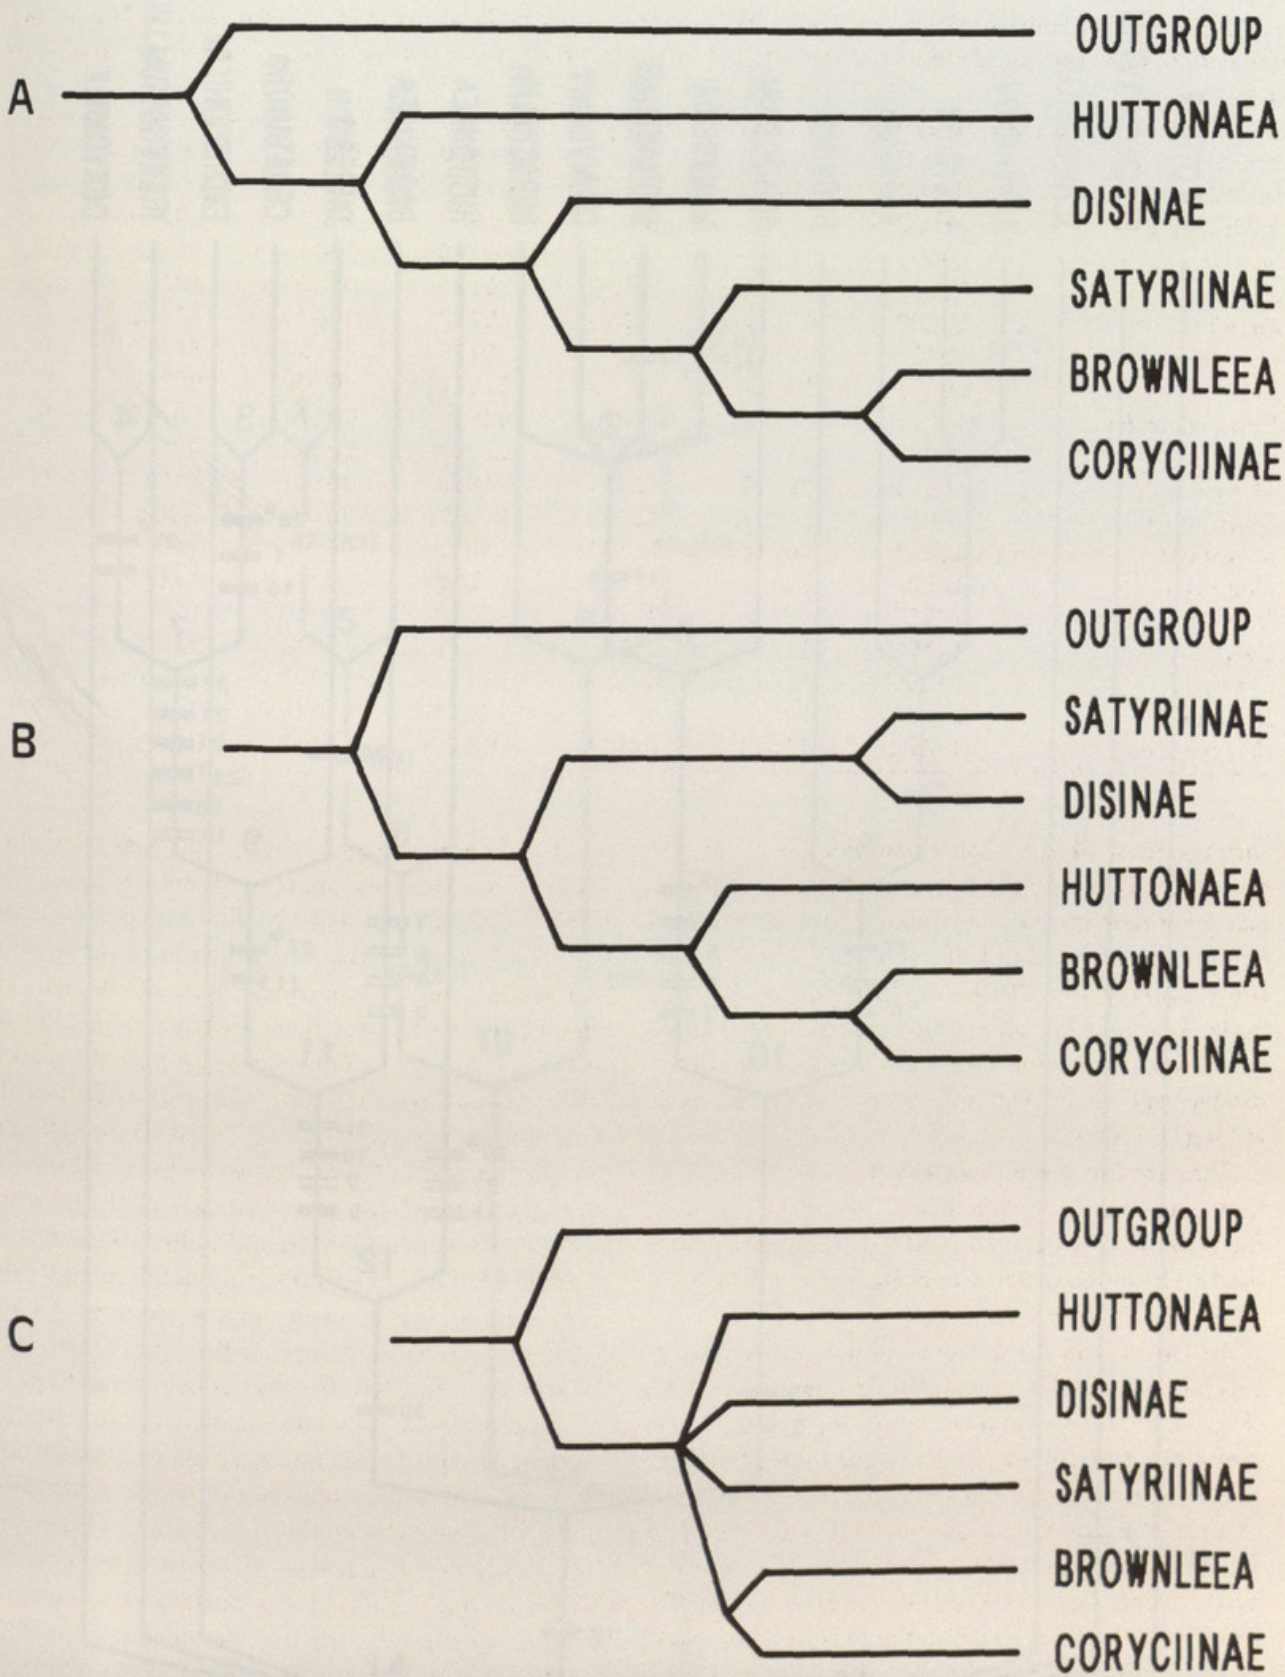 A
OUTGROUP
HUTTONAEA
DISINAE
SATYRIINAE
BROWNLEEA
CORYCIINAE
B
OUTGROUP
SATYRIINAE
DISINAE
HUTTONAEA
BROWNLEEA
CORYCIINAE
C
OUTGROUP
HUTTONAEA
DISINAE
SATYRIINAE
BROWNLEEA
CORYCIINAE